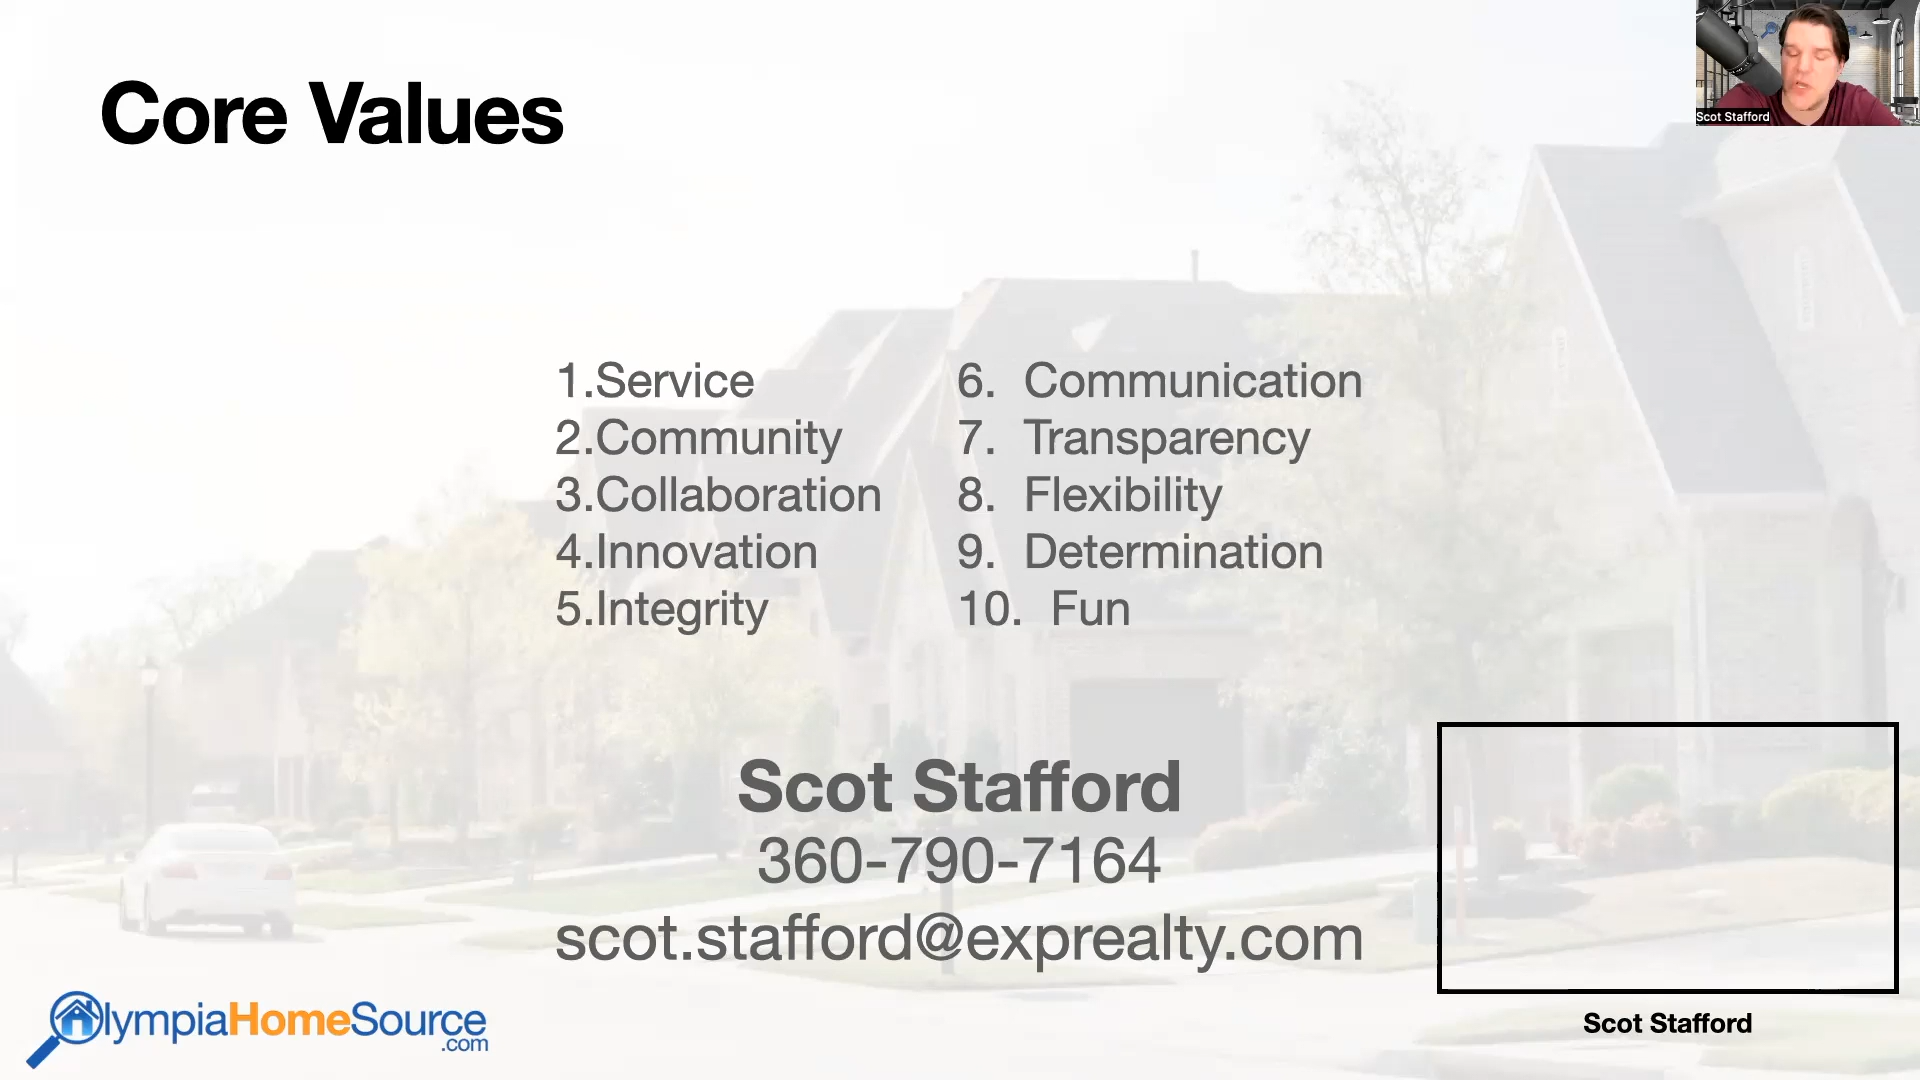 Core Values
Scot Stafford
1.Service
2.Community
3.Collaboration
4.Innovation
5.Integrity
6. Communication
7. Transparency
8. Flexibility
9. Determination
10. Fun
Scot Stafford
360-790-7164
scot.stafford@exprealty.com
OlympiaHomeSource
.com
Scot Stafford